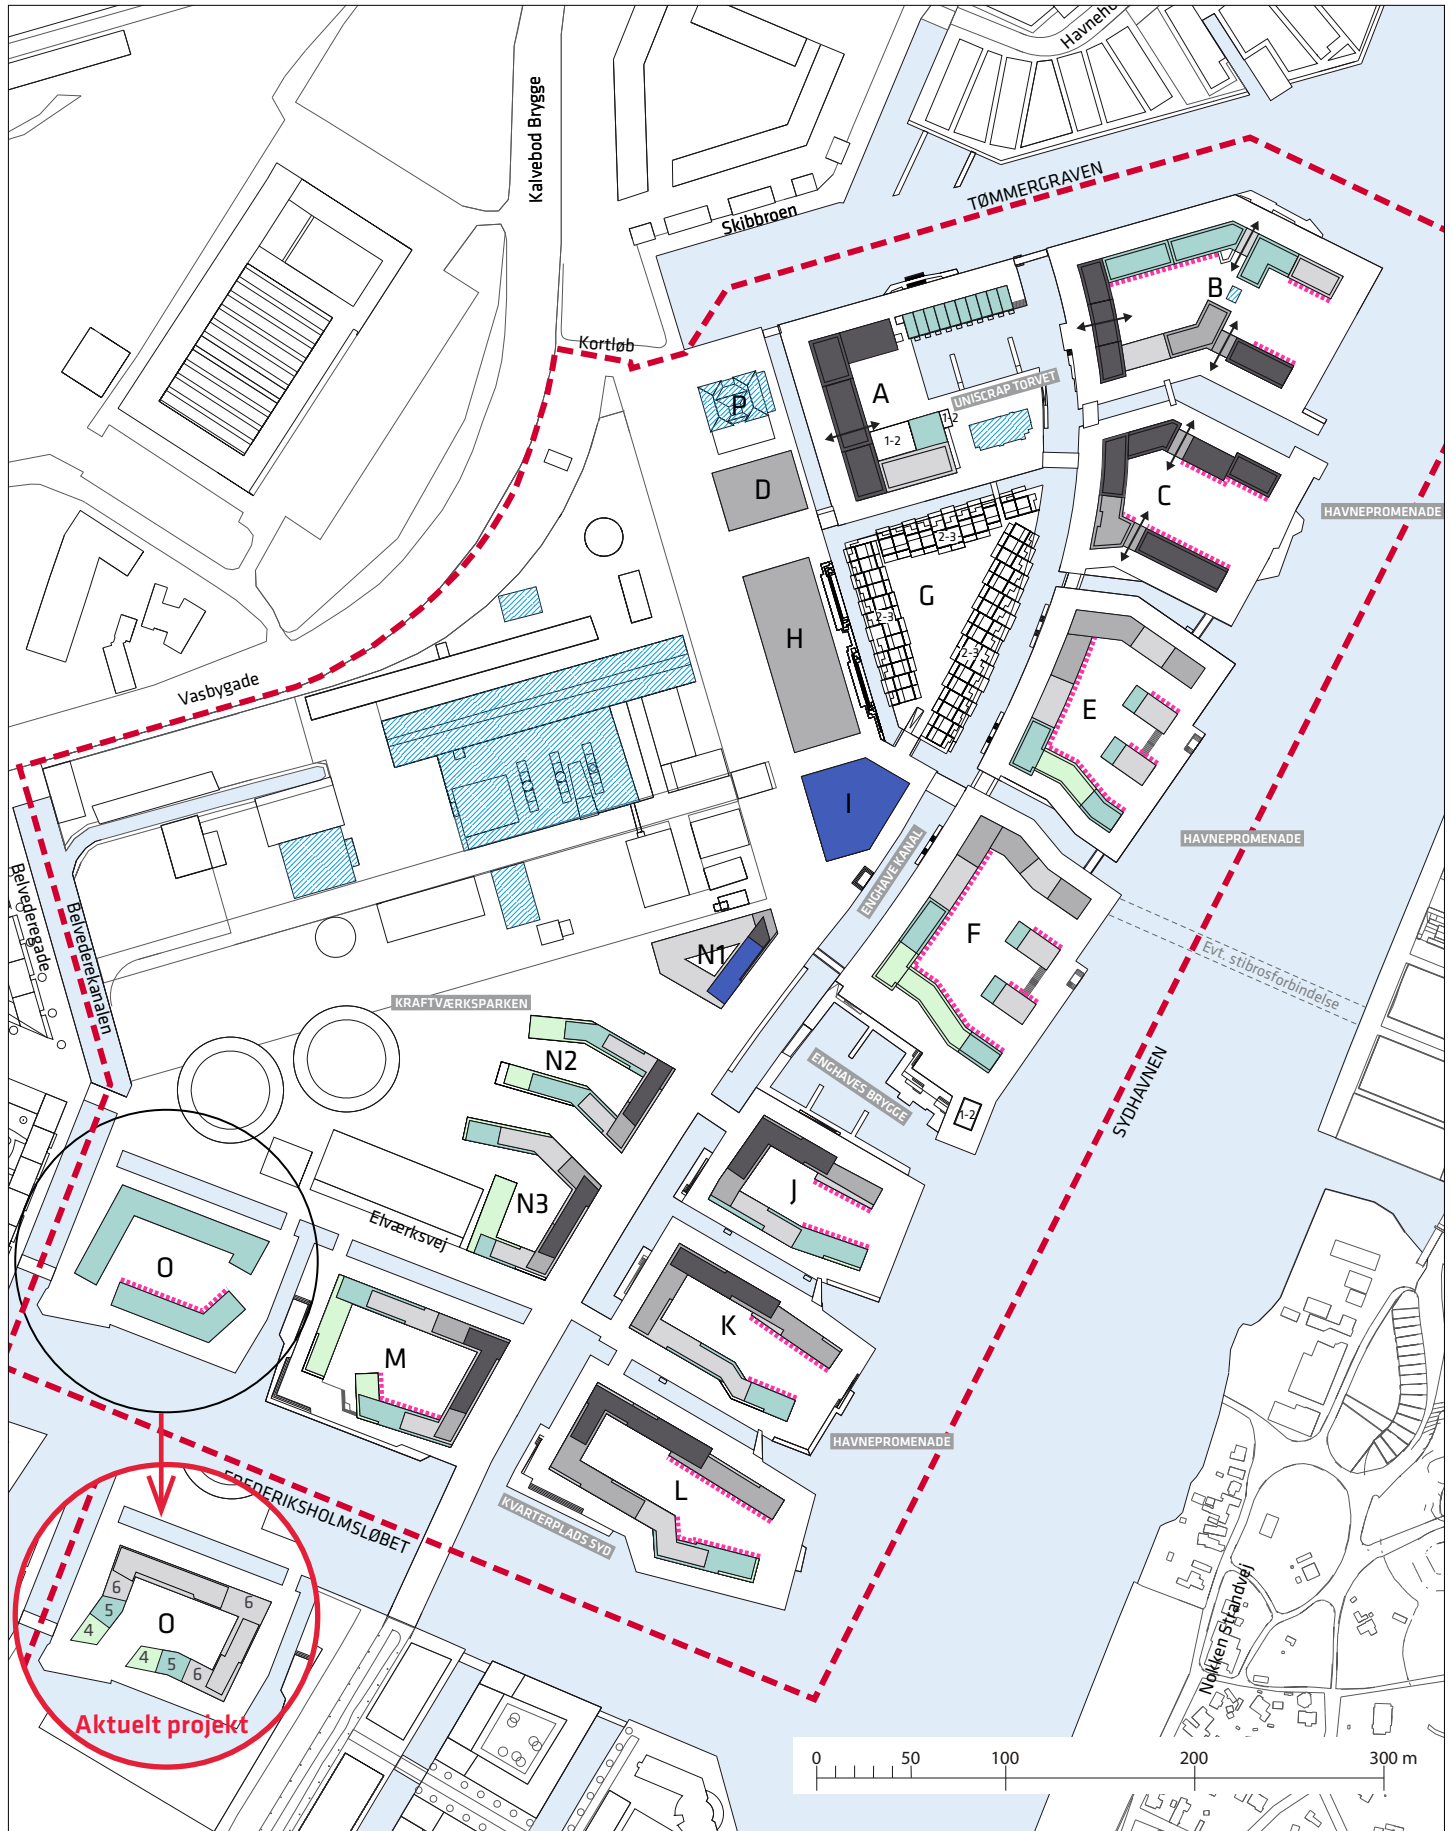 Havneho
Kalvebod Brygge
Skibbroen
TØMMERGRAVEN
Kortløb
B
P
A
UNISCRAP TORVET
1-2
1-2
D
C
HAVNEPROMENADE
2-3
G
2-3
2-3
H
Vasbygade
E
I
HAVNEPROMENADE
ENGHAVE KANAL
Belvederegade
Belvederekanalen
F
N1
Evt. stibrosforbindelse
KRAFTVÆRKSPARKEN
N2
ENGHAVES BRYGGE
1-2
SYDHAVNEN
J
N3
Elværksvej
O
K
M
HAVNEPROMENADE
L
KVARTERPLADS SYD
FREDERIKSHOLMSLØBET
6
6
5
4
O
4
5
6
Nokken Strandvej
Aktuelt projekt
0 50 100 200 300 m